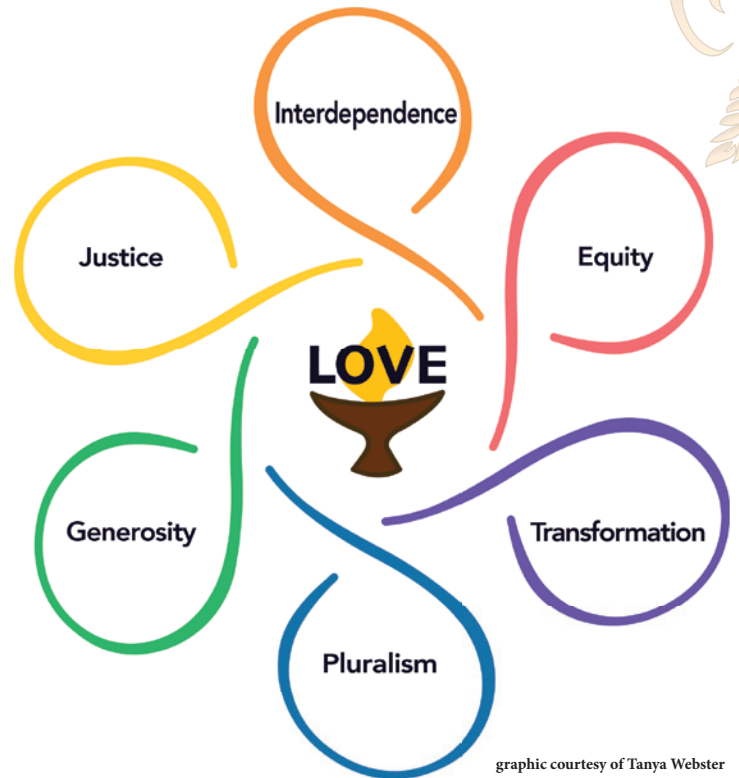 Interdependence
Justice
Equity
LOVE
Generosity
Transformation
Pluralism
graphic courtesy of Tanya Webster